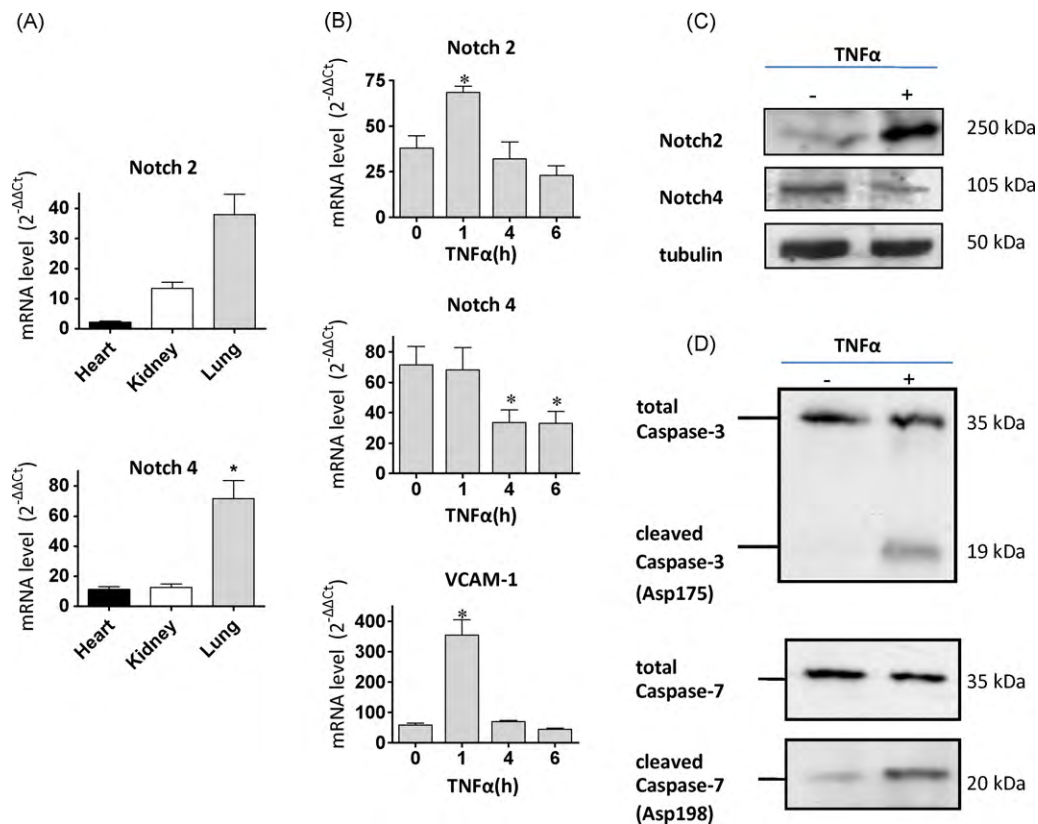 (A)
Notch 2
mRNA level (2^-ΔΔCt)
40
30
20
10
0
Heart
Kidney
Lung
Notch 4
mRNA level (2^-ΔΔCt)
80
60
40
20
0
*
Heart
Kidney
Lung
(B)
Notch 2
mRNA level (2^-ΔΔCt)
75
50
25
0
*
0 1 4 6
TNFα(h)
Notch 4
mRNA level (2^-ΔΔCt)
80
60
40
20
0
* *
0 1 4 6
TNFα(h)
VCAM-1
mRNA level (2^-ΔΔCt)
400
300
200
100
0
*
0 1 4 6
TNFα(h)
(C)
TNFα
- +
Notch2 250 kDa
Notch4 105 kDa
tubulin 50 kDa
(D)
TNFα
- +
total
Caspase-3 35 kDa
cleaved
Caspase-3 19 kDa
(Asp175)
total
Caspase-7 35 kDa
cleaved
Caspase-7 20 kDa
(Asp198)